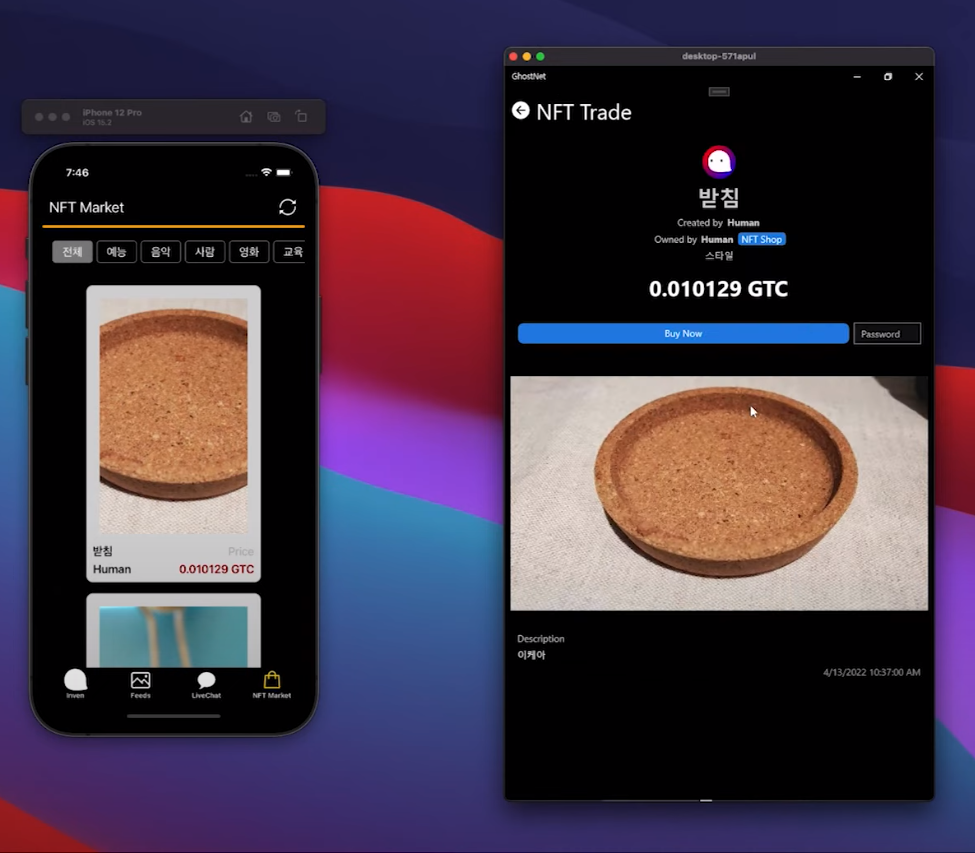 iPhone 12 Pro
iOS 15.2
7:46
NFT Market
전체 예능 음악 사람 영화 교육
받침 Price
Human 0.010129 GTC
Inven Feeds LiveChat NFT Market
desktop-571apul
GhostNet
NFT Trade
받침
Created by Human
Owned by Human NFT Shop
스타일
0.010129 GTC
Buy Now Password
Description
이케아
4/13/2022 10:37:00 AM